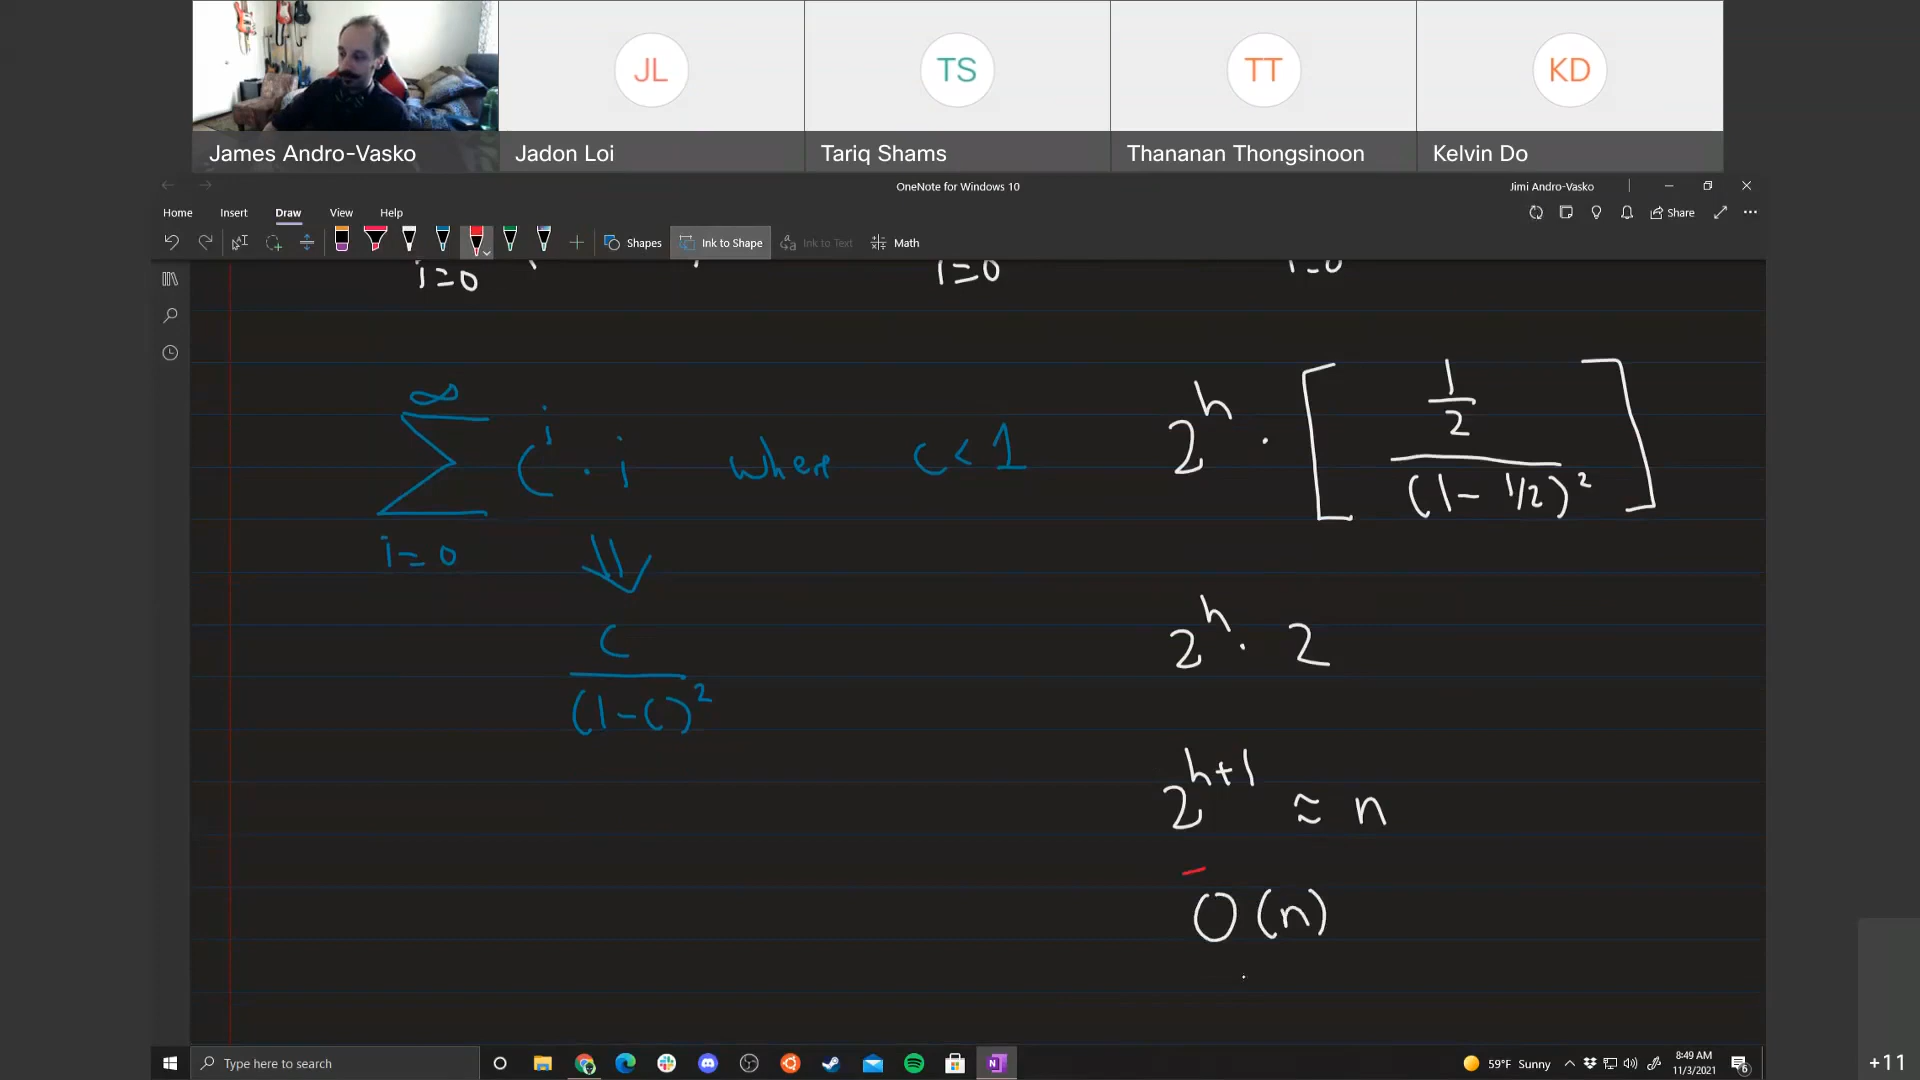 JL
TS
TT
KD
James Andro-Vasko
Jadon Loi
Tariq Shams
Thananan Thongsinoon
Kelvin Do
OneNote for Windows 10
Jimi Andro-Vasko
Home Insert Draw View Help
Share
Shapes
Ink to Shape
Ink to Text
Math
i=0
i=0
i=0
∞
∑ c^i · i where c < 1
i=0
⇓
c
(1-c)²
2^h · [ 1/2 / (1 - 1/2)² ]
2^h · 2
2^(h+1) ≈ n
O(n)
Type here to search
59°F Sunny
8:49 AM
11/3/2021
6
+11